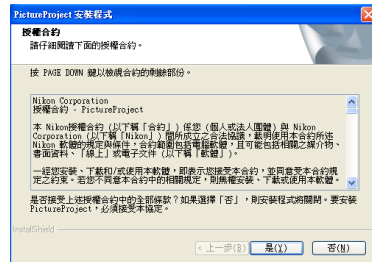 PictureProject 安裝程式
授權合約
請仔細閱讀下面的授權合約。
按 PAGE DOWN 鍵以檢視合約的剩餘部份。
Nikon Corporation
授權合約 - PictureProject
本 Nikon授權合約 (以下稱「合約」) 係您 (個人或法人團體) 與 Nikon
Corporation (以下稱「Nikon」) 間所成立之合法協議，載明使用本合約所述
Nikon 軟體的規定與條件，合約範圍包括電腦軟體，且可能包括相關之媒介物、
書面資料、「線上」或電子文件 (以下稱「軟體」)。
一經您安裝、下載和/或使用本軟體，即表示您接受本合約，並同意受本合約規
定之約束。若您不同意本合約中的相關規定，則無權安裝、下載或使用本軟體。
是否接受上述授權合約中的全部條款？如果選擇「否」，則安裝程式將關閉。要安裝
PictureProject，必須接受本協定。
InstallShield
< 上一步(B)
是(Y)
否(N)